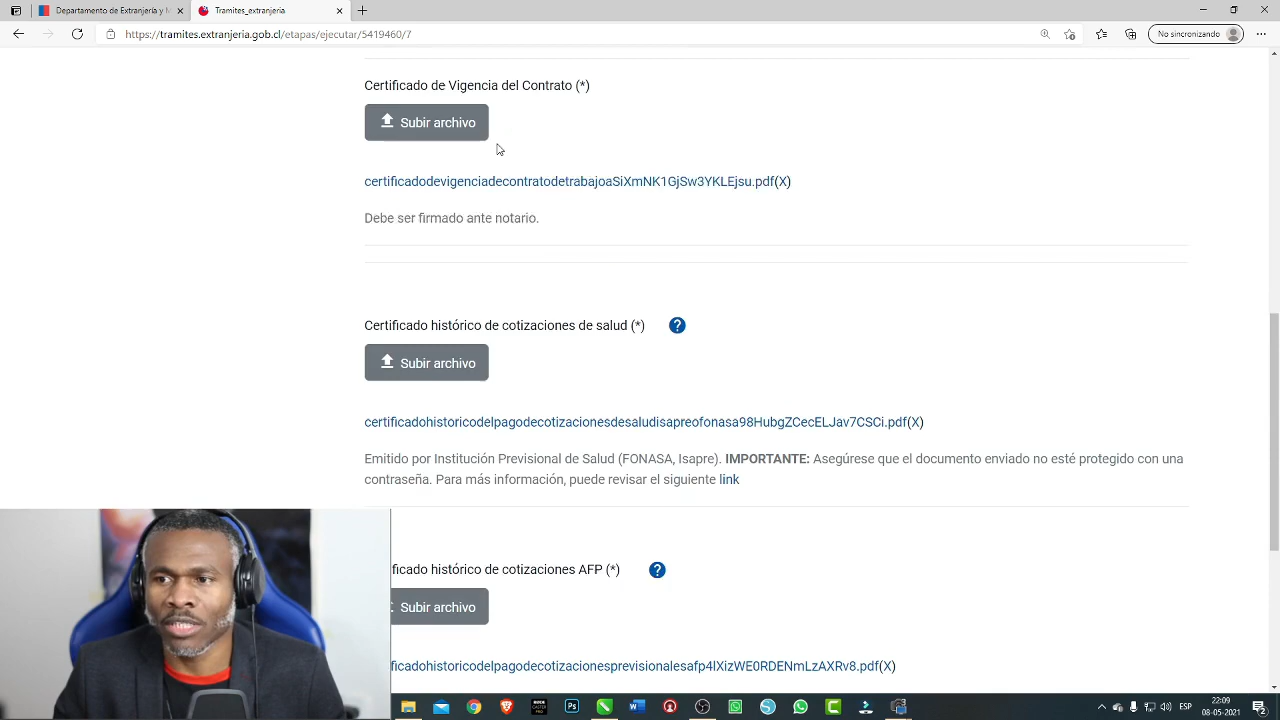 Departamento de Extranjería y M
Tramites_extranjeria
https://tramites.extranjeria.gob.cl/etapas/ejecutar/5419460/7
No sincronizando
Certificado de Vigencia del Contrato (*)
Subir archivo
certificadodevigenciadecontratodetrabajoaSiXmNK1GjSw3YKLEjsu.pdf(X)
Debe ser firmado ante notario.
Certificado histórico de cotizaciones de salud (*)
Subir archivo
certificadohistoricodelpagodecotizacionesdesaludisapreofonasa98HubgZCecELJav7CSCi.pdf(X)
Emitido por Institución Previsional de Salud (FONASA, Isapre). IMPORTANTE: Asegúrese que el documento enviado no esté protegido con una
contraseña. Para más información, puede revisar el siguiente link
ficado histórico de cotizaciones AFP (*)
Subir archivo
ficadohistoricodelpagodecotizacionesprevisionalesafp4lXizWE0RDENmLzAXRv8.pdf(X)
ESP
22:09
08-05-2021